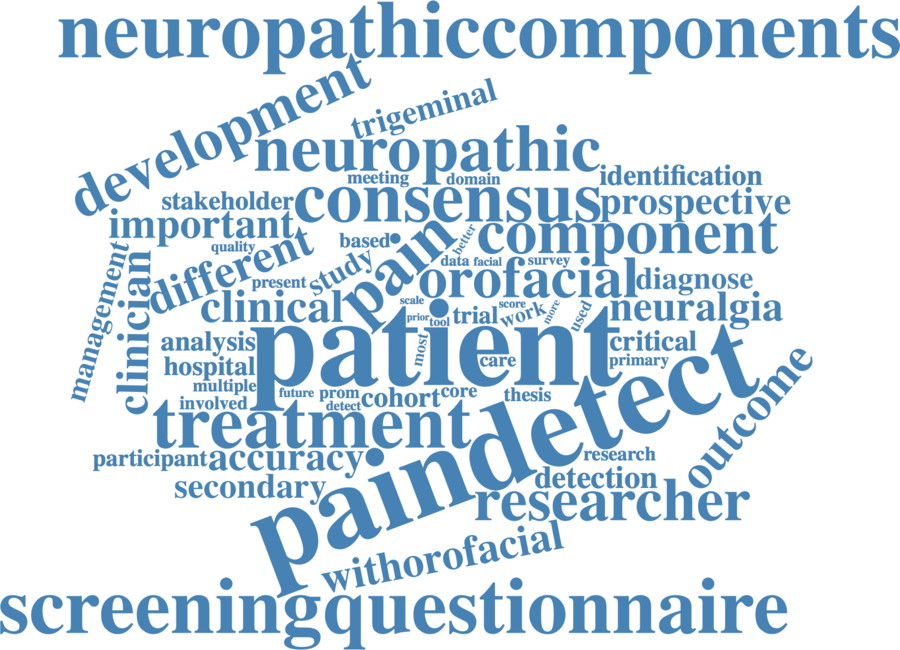 neuropathiccomponents
development
trigeminal
neuropathic
meeting
domain
identification
stakeholder
consensus
prospective
important
component
quality
different
based
pain
better
data
facial
survey
management
clinician
present
study
orofacial
diagnose
clinical
scale
prior
tool
trial
score
work
more
used
neuralgia
analysis
patient
most
care
critical
hospital
primary
multiple
future
prom
cohort
core
thesis
involved
detect
treatment
paindetect
outcome
participant
accuracy
research
secondary
detection
researcher
withorofacial
screeningquestionnaire